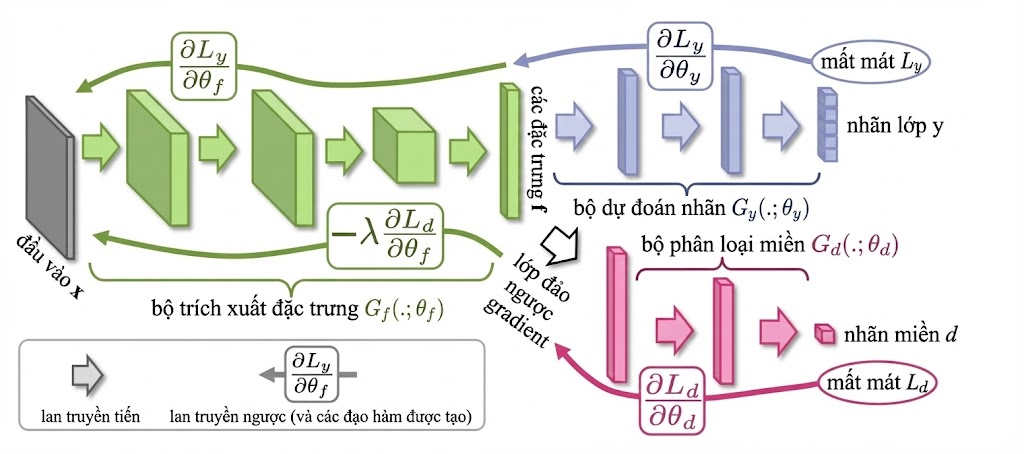 ∂L_y/∂θ_f
∂L_y/∂θ_y
mất mát L_y
các đặc trưng f
nhãn lớp y
bộ dự đoán nhãn G_y(.; θ_y)
đầu vào x
−λ ∂L_d/∂θ_f
bộ trích xuất đặc trưng G_f(.; θ_f)
lớp đảo
ngược
gradient
bộ phân loại miền G_d(.; θ_d)
nhãn miền d
mất mát L_d
∂L_d/∂θ_d
∂L_y/∂θ_f
lan truyền tiến
lan truyền ngược (và các đạo hàm được tạo)